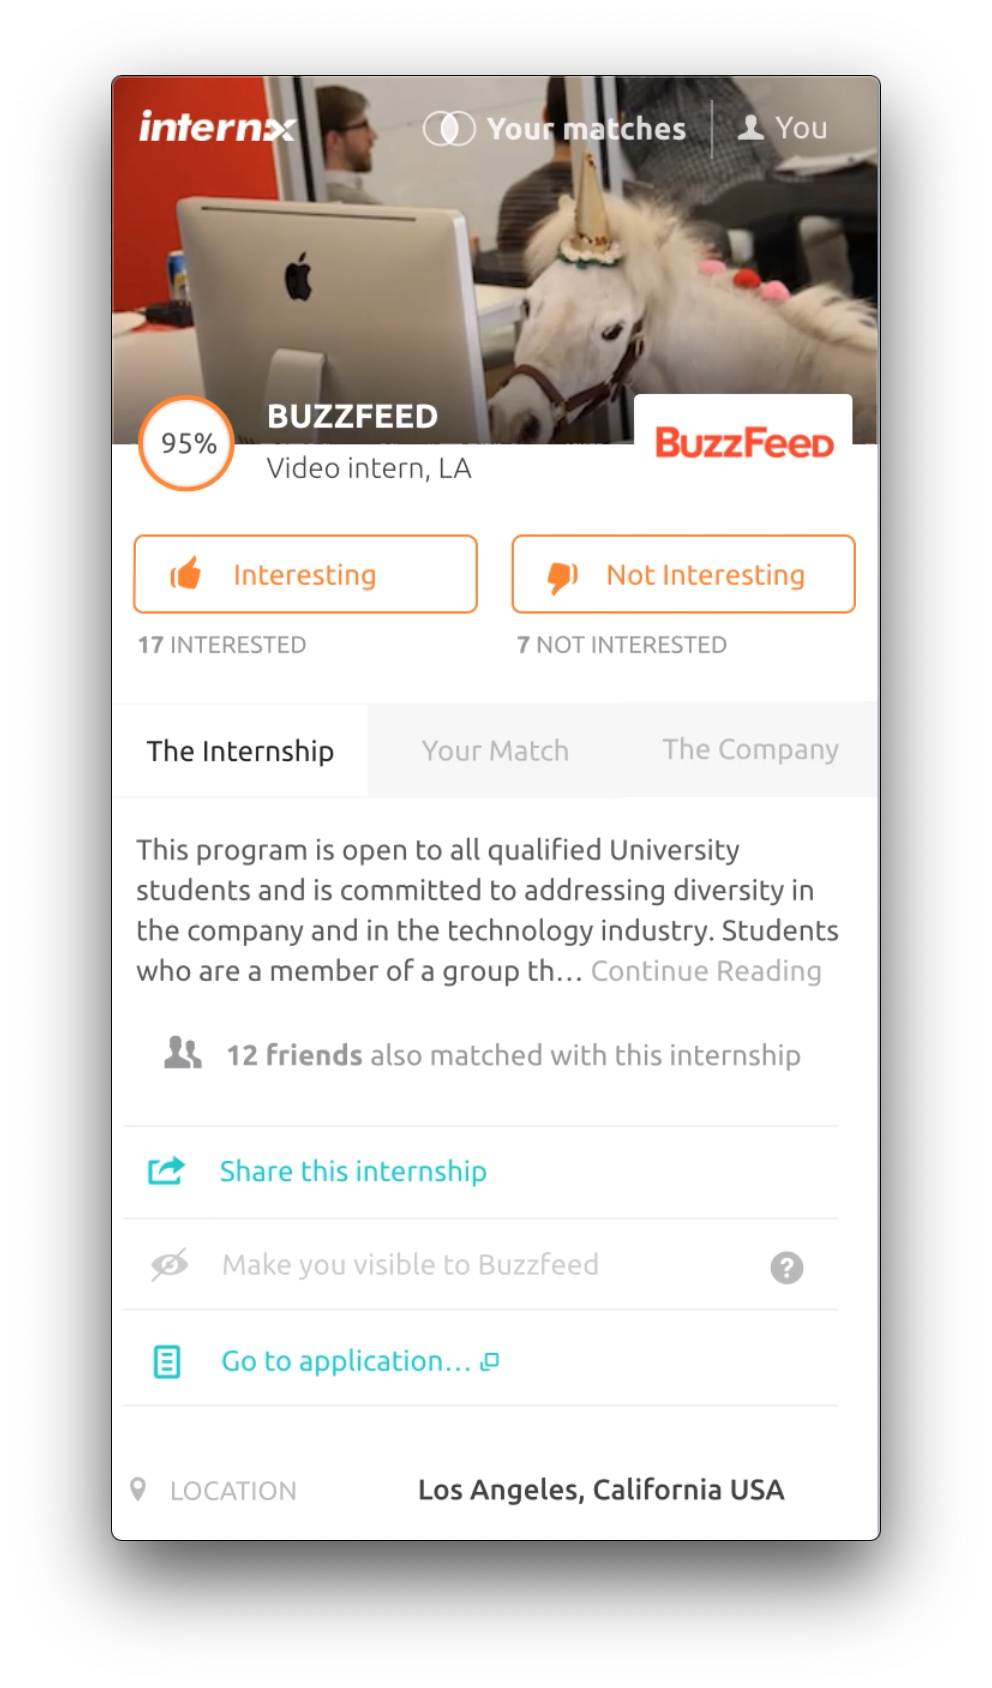 internx
Your matches
You
95%
BUZZFEED
Video intern, LA
BuzzFeed
Interesting
Not Interesting
17 INTERESTED
7 NOT INTERESTED
The Internship
Your Match
The Company
This program is open to all qualified University
students and is committed to addressing diversity in
the company and in the technology industry. Students
who are a member of a group th... Continue Reading
12 friends also matched with this internship
Share this internship
Make you visible to Buzzfeed
?
Go to application...
LOCATION
Los Angeles, California USA